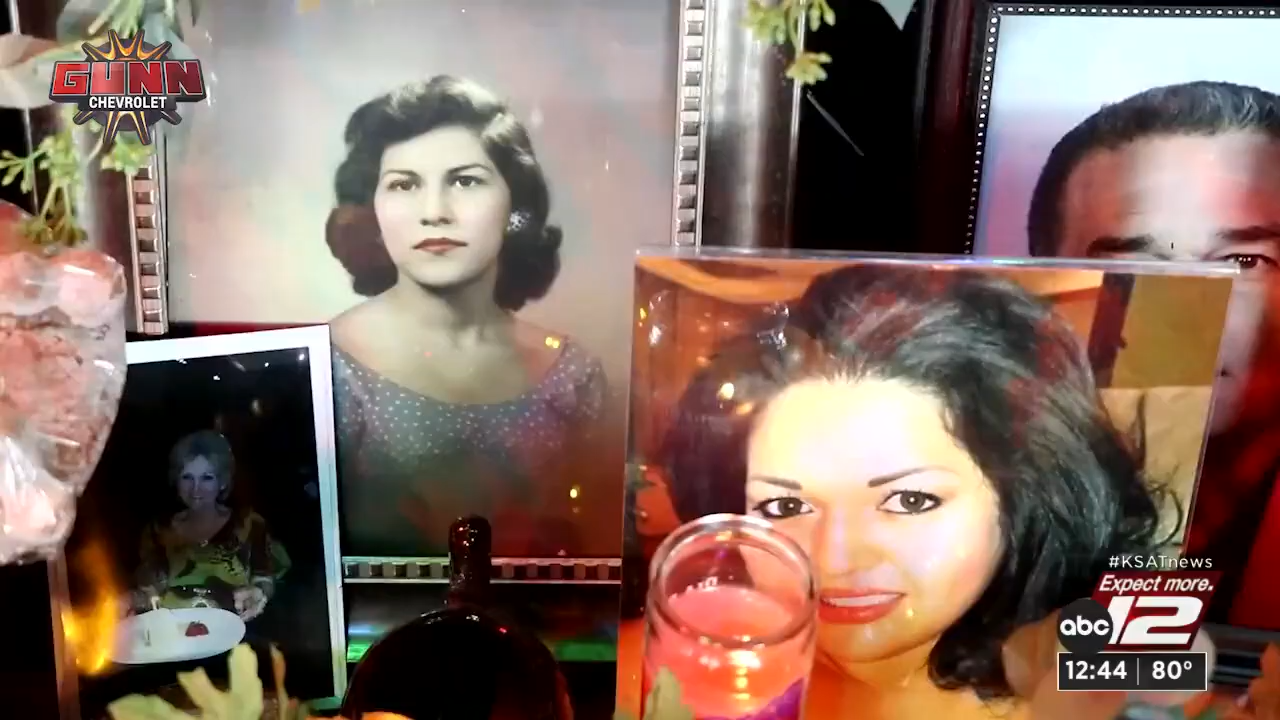 GUNN
CHEVROLET
#KSATnews
Expect more.
abc 12
12:44 80°